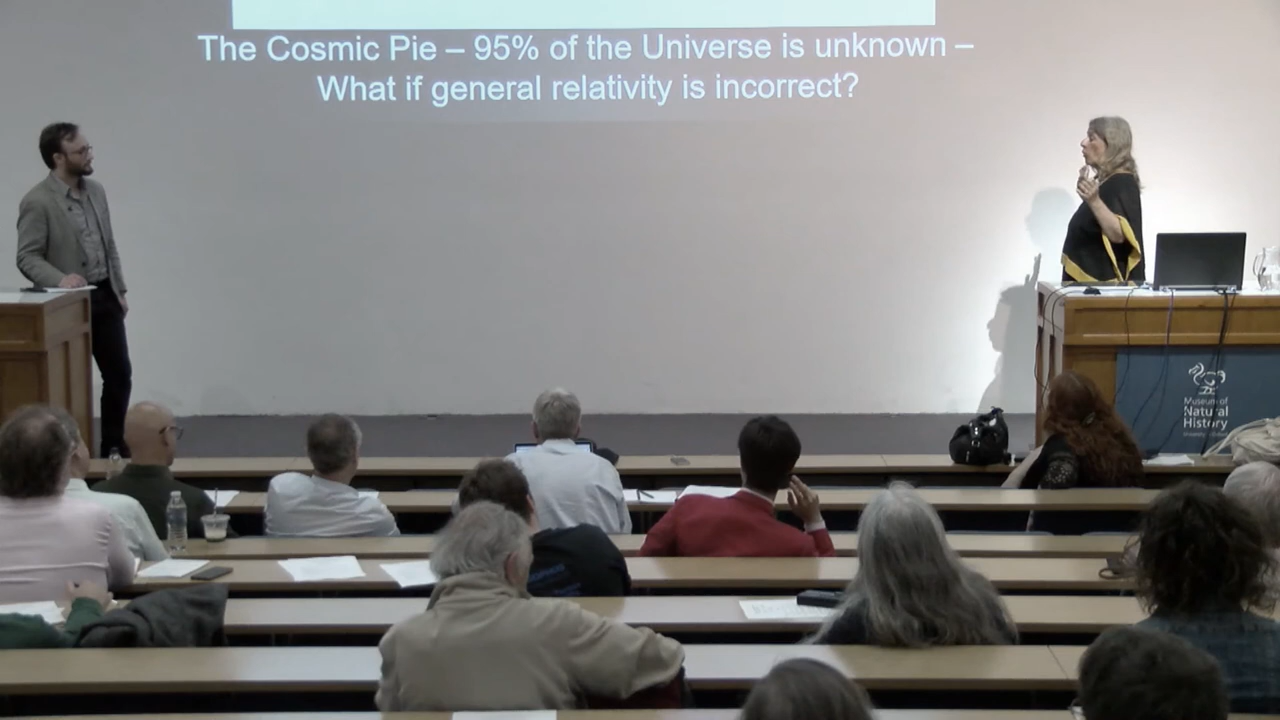 The Cosmic Pie – 95% of the Universe is unknown –
What if general relativity is incorrect?
Museum of
Natural
History